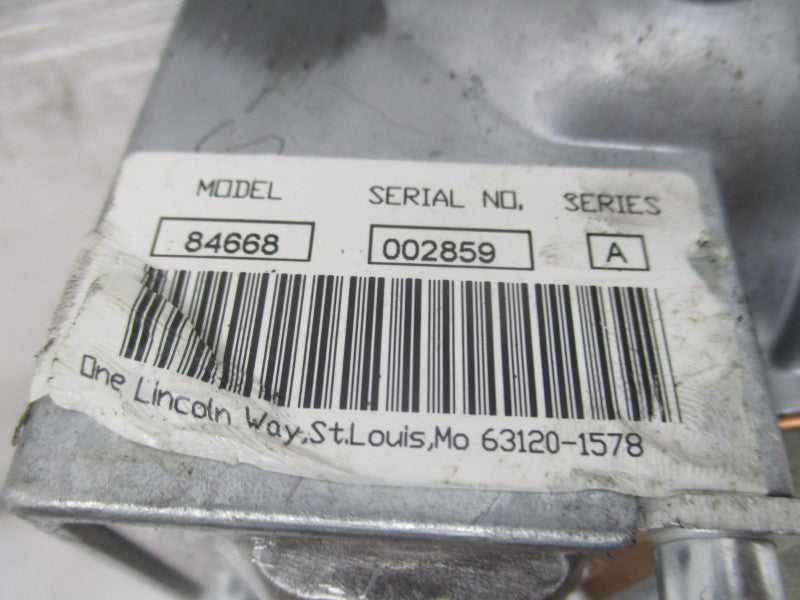 MODEL SERIAL NO. SERIES
84668 002859 A
One Lincoln Way,St.Louis,Mo 63120-1578